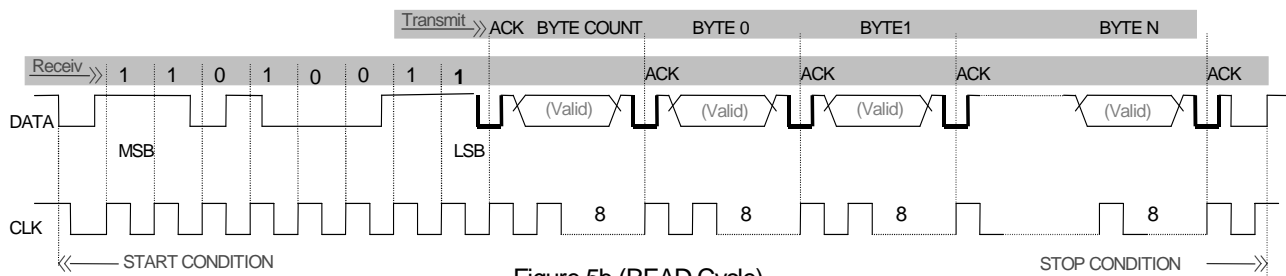 Transmit ACK BYTE COUNT BYTE 0 BYTE1 BYTE N
Receiv 1 1 0 1 0 0 1 1 ACK ACK ACK ACK
DATA (Valid) (Valid) (Valid) (Valid)
MSB LSB
CLK 8 8 8 8
START CONDITION STOP CONDITION
Figure 5b (READ Cycle)